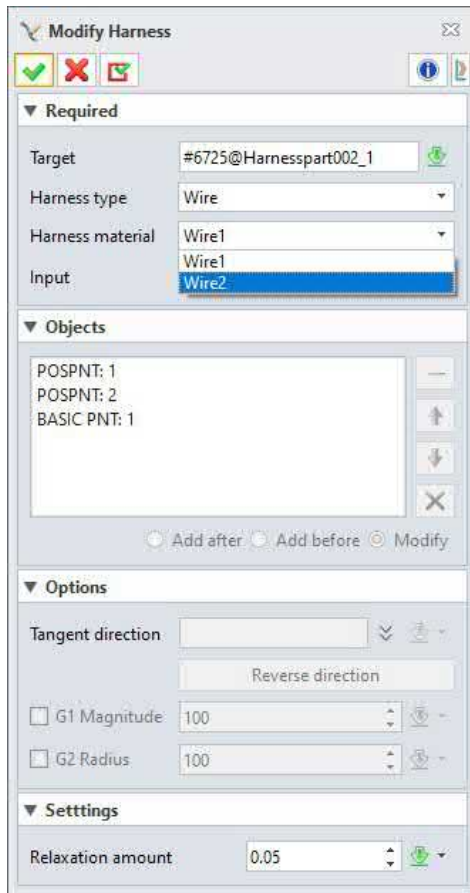 Modify Harness
Required
Target #6725@Harnesspart002_1
Harness type Wire
Harness material Wire1
Wire1
Input Wire2
Objects
POSPNT: 1
POSPNT: 2
BASIC PNT: 1
Add after Add before Modify
Options
Tangent direction
Reverse direction
G1 Magnitude 100
G2 Radius 100
Setttings
Relaxation amount 0.05